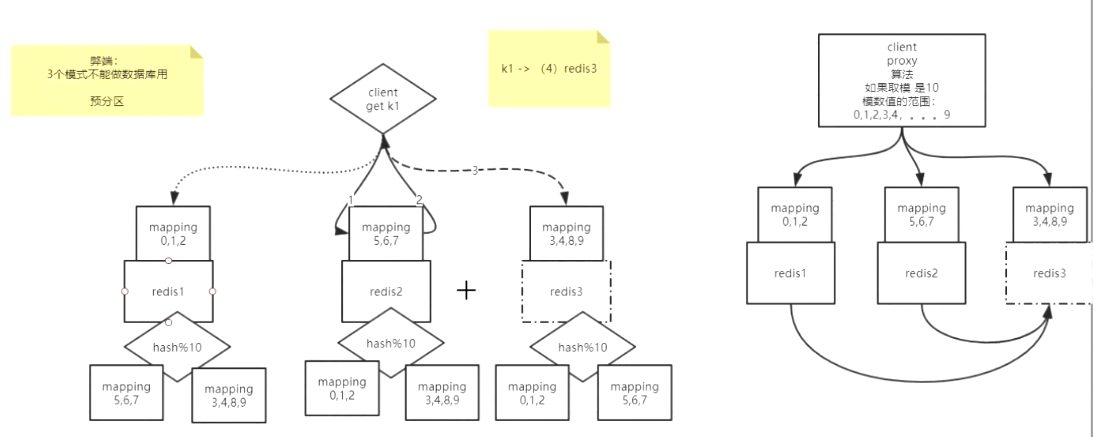 弊端：
3个模式不能做数据库用
预分区
k1 -> （4）redis3
client
get k1
1
2
3
mapping
0,1,2
redis1
hash%10
mapping
5,6,7
mapping
3,4,8,9
mapping
5,6,7
redis2
hash%10
mapping
0,1,2
mapping
3,4,8,9
+
mapping
3,4,8,9
redis3
hash%10
mapping
0,1,2
mapping
5,6,7
client
proxy
算法
如果取模 是10
模数值的范围：
0,1,2,3,4，。。。9
mapping
0,1,2
redis1
mapping
5,6,7
redis2
mapping
3,4,8,9
redis3